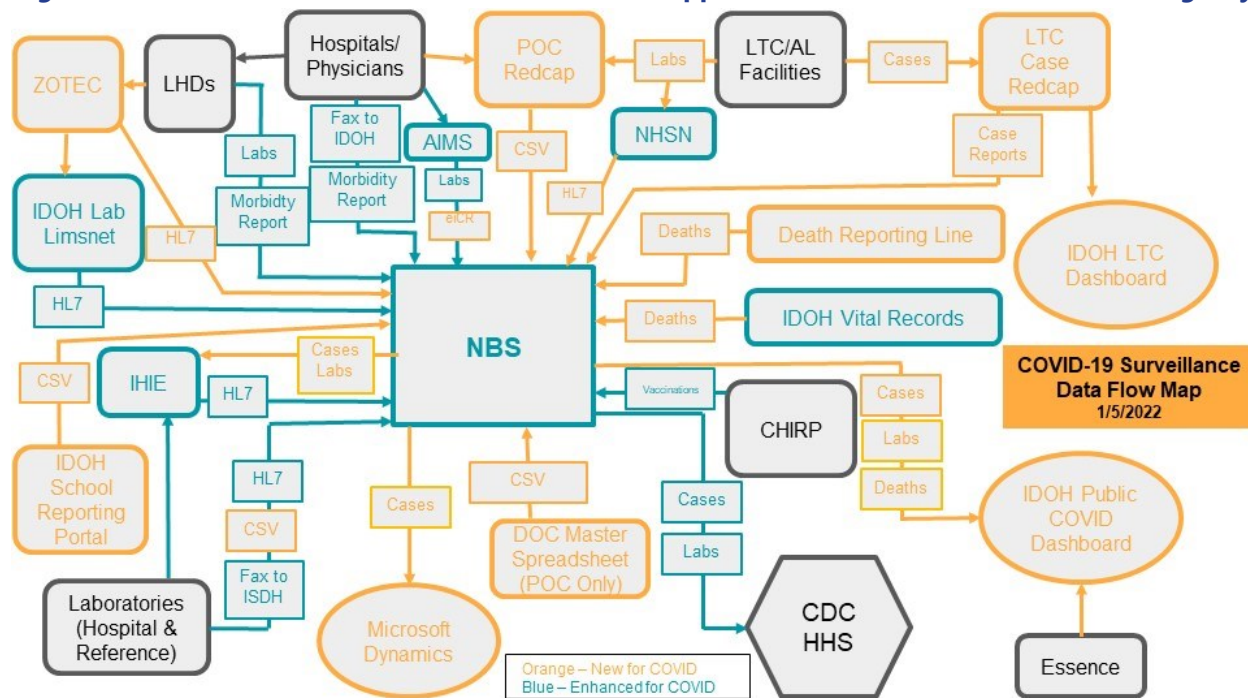 Hospitals/
Physicians
POC
Redcap
LTC/AL
Facilities
LTC
Case
Redcap
ZOTEC
LHDs
Labs
Cases
Fax to
IDOH
AIMS
CSV
NHSN
Case
Reports
Labs
Morbidty
Report
Morbidity
Report
Labs
eICR
HL7
IDOH Lab
Limsnet
HL7
Deaths
Death Reporting Line
IDOH LTC
Dashboard
HL7
NBS
Deaths
IDOH Vital Records
Cases
Labs
CSV
IHIE
HL7
Vaccinations
CHIRP
Cases
Labs
Deaths
COVID-19 Surveillance
Data Flow Map
1/5/2022
IDOH
School
Reporting
Portal
HL7
CSV
Fax to
ISDH
Cases
CSV
DOC Master
Spreadsheet
(POC Only)
Cases
Labs
IDOH Public
COVID
Dashboard
Laboratories
(Hospital &
Reference)
Microsoft
Dynamics
CDC
HHS
Essence
Orange – New for COVID
Blue – Enhanced for COVID